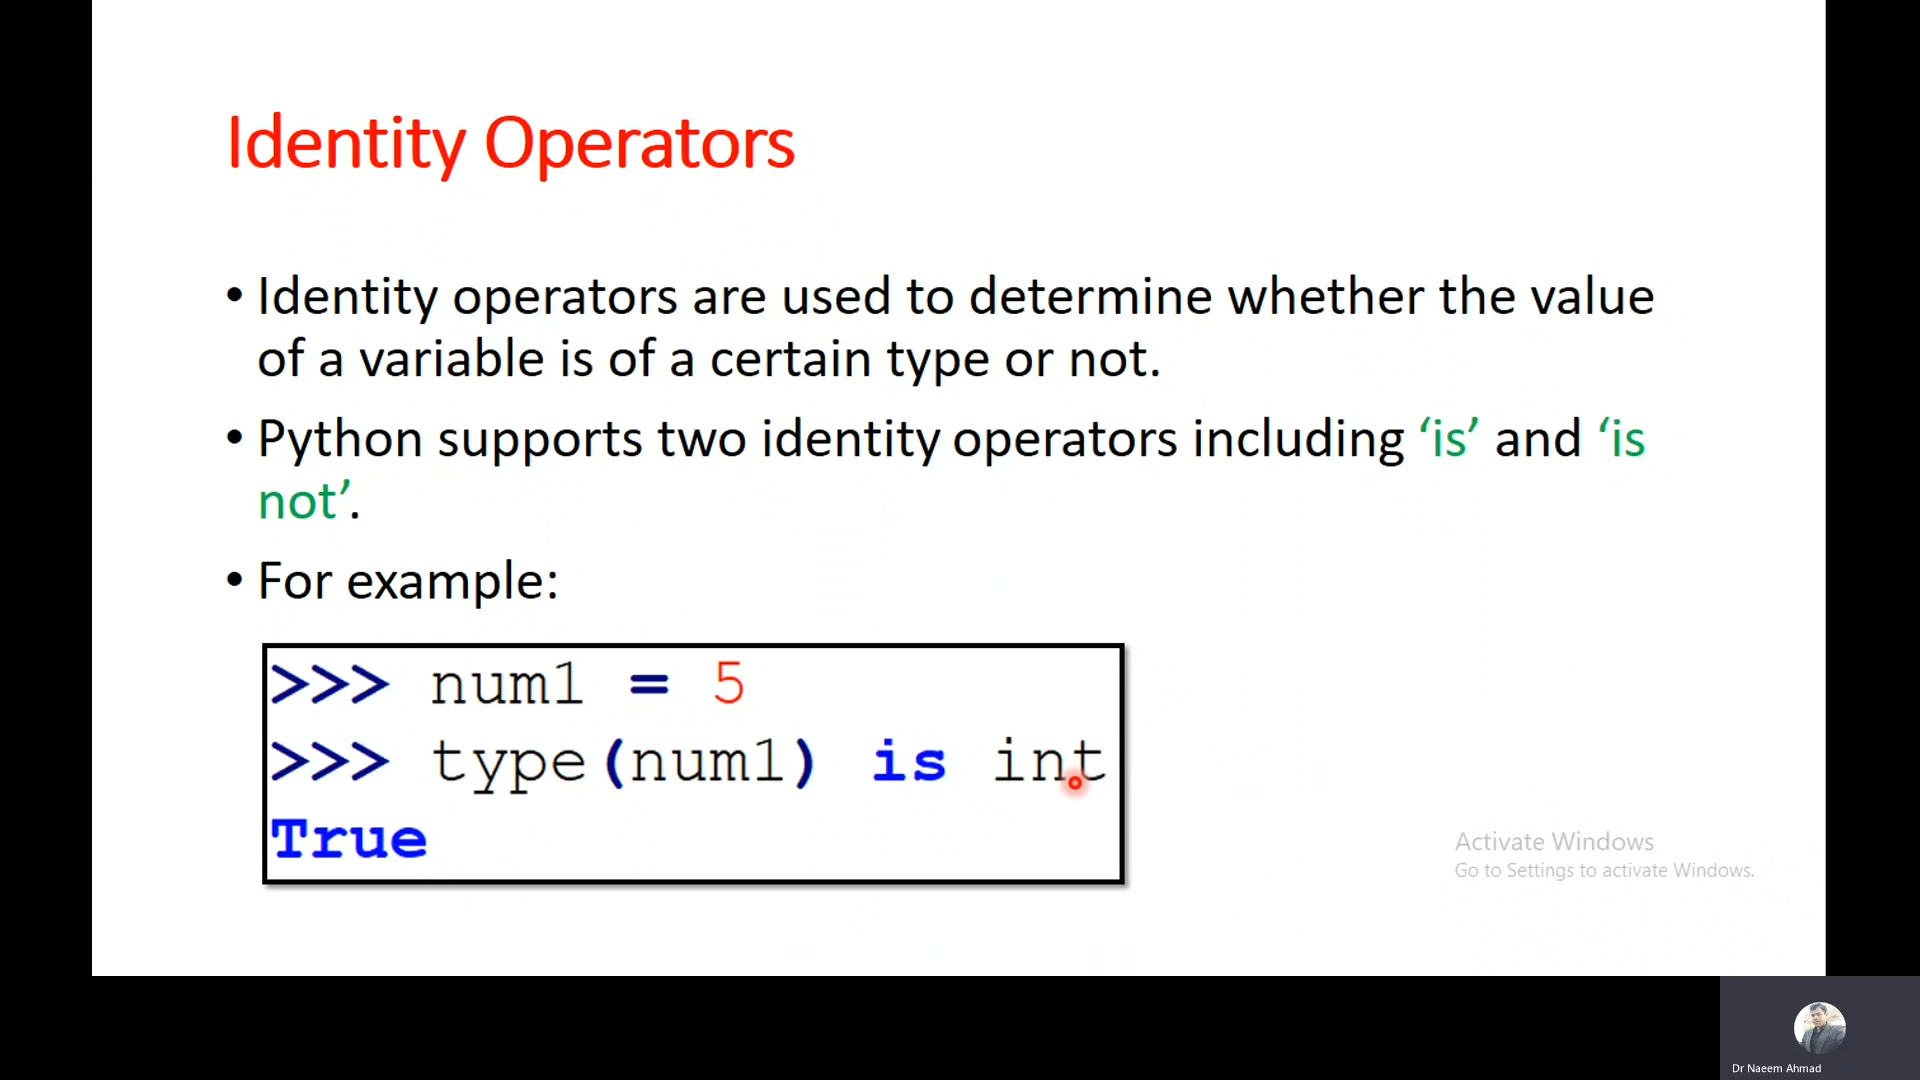 Identity Operators
• Identity operators are used to determine whether the value
of a variable is of a certain type or not.
• Python supports two identity operators including ‘is’ and ‘is
not’.
• For example:
>>> num1 = 5
>>> type(num1) is int
True
Activate Windows
Go to Settings to activate Windows.
Dr Naeem Ahmad